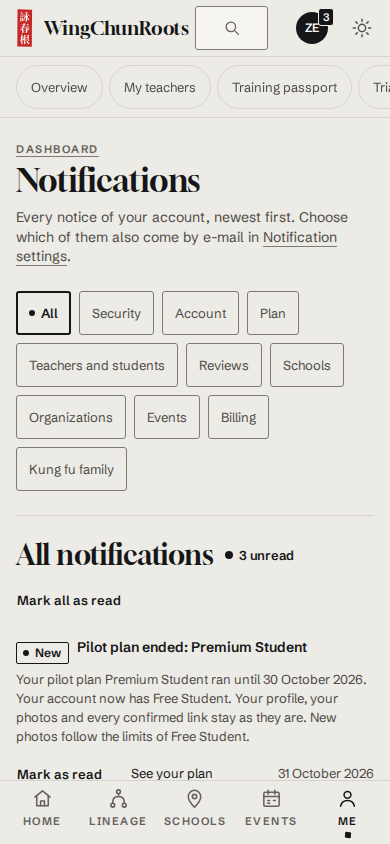 詠春根
WingChunRoots
ZE
3
Overview
My teachers
Training passport
DASHBOARD
Notifications
Every notice of your account, newest first. Choose
which of them also come by e-mail in Notification
settings.
All
Security
Account
Plan
Teachers and students
Reviews
Schools
Organizations
Events
Billing
Kung fu family
All notifications
3 unread
Mark all as read
New
Pilot plan ended: Premium Student
Your pilot plan Premium Student ran until 30 October 2026.
Your account now has Free Student. Your profile, your
photos and every confirmed link stay as they are. New
photos follow the limits of Free Student.
Mark as read
See your plan
31 October 2026
HOME
LINEAGE
SCHOOLS
EVENTS
ME